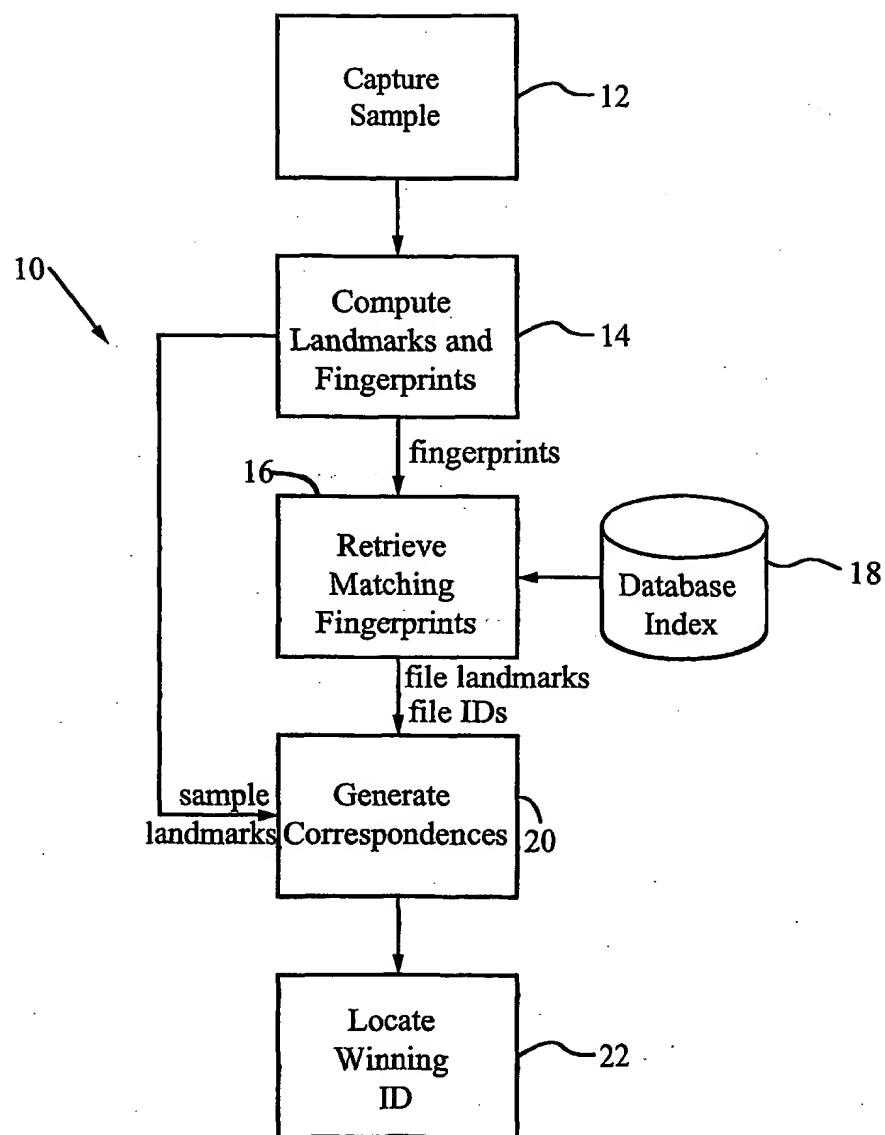 Capture
Sample
12
10
Compute
Landmarks and
Fingerprints
14
fingerprints
16
Retrieve
Matching
Fingerprints
Database
Index
18
file landmarks
file IDs
sample
landmarks
Generate
Correspondences
20
Locate
Winning
ID
22